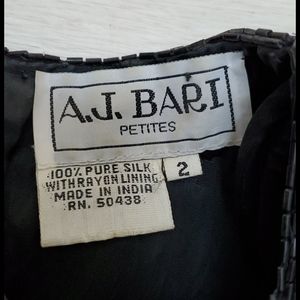 A.J. BARI
PETITES
100% PURE SILK
WITH RAYON LINING
MADE IN INDIA
RN. 50438
2